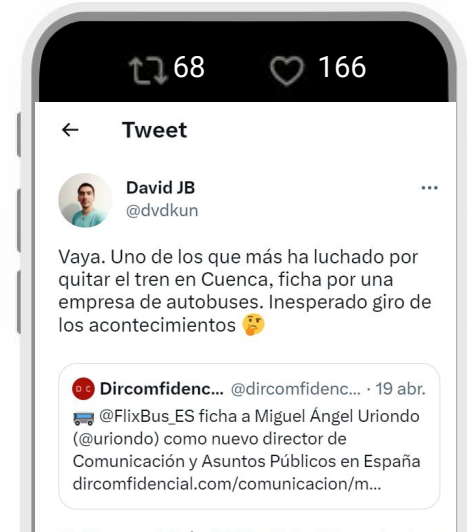 68 166
Tweet
David JB
@dvdkun
Vaya. Uno de los que más ha luchado por
quitar el tren en Cuenca, ficha por una
empresa de autobuses. Inesperado giro de
los acontecimientos 🤔
D C Dircomfidenc... @dircomfidenc... · 19 abr.
🚌 @FlixBus_ES ficha a Miguel Ángel Uriondo
(@uriondo) como nuevo director de
Comunicación y Asuntos Públicos en España
dircomfidencial.com/comunicacion/m...